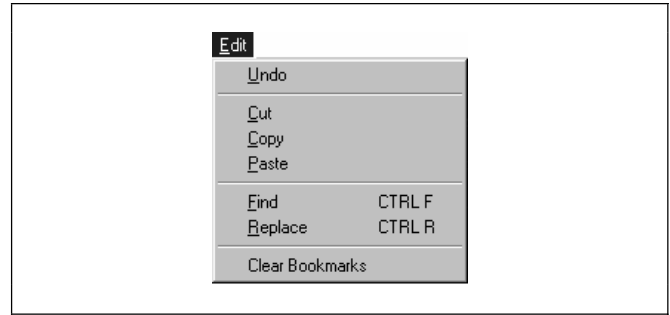 Edit
Undo
Cut
Copy
Paste
Find CTRL F
Replace CTRL R
Clear Bookmarks